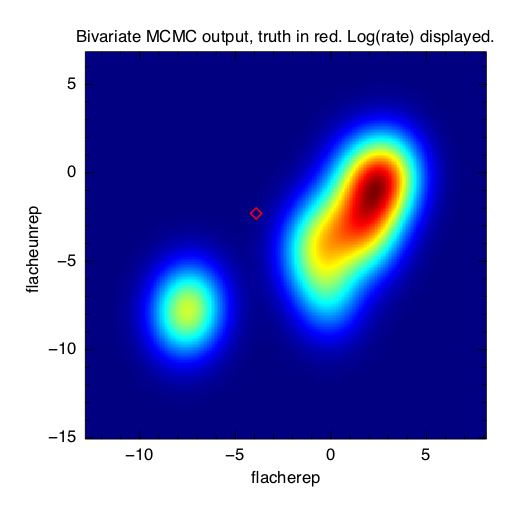 Bivariate MCMC output, truth in red. Log(rate) displayed.
5
0
−5
−10
−15
flacheunrep
−10 −5 0 5
flacherep